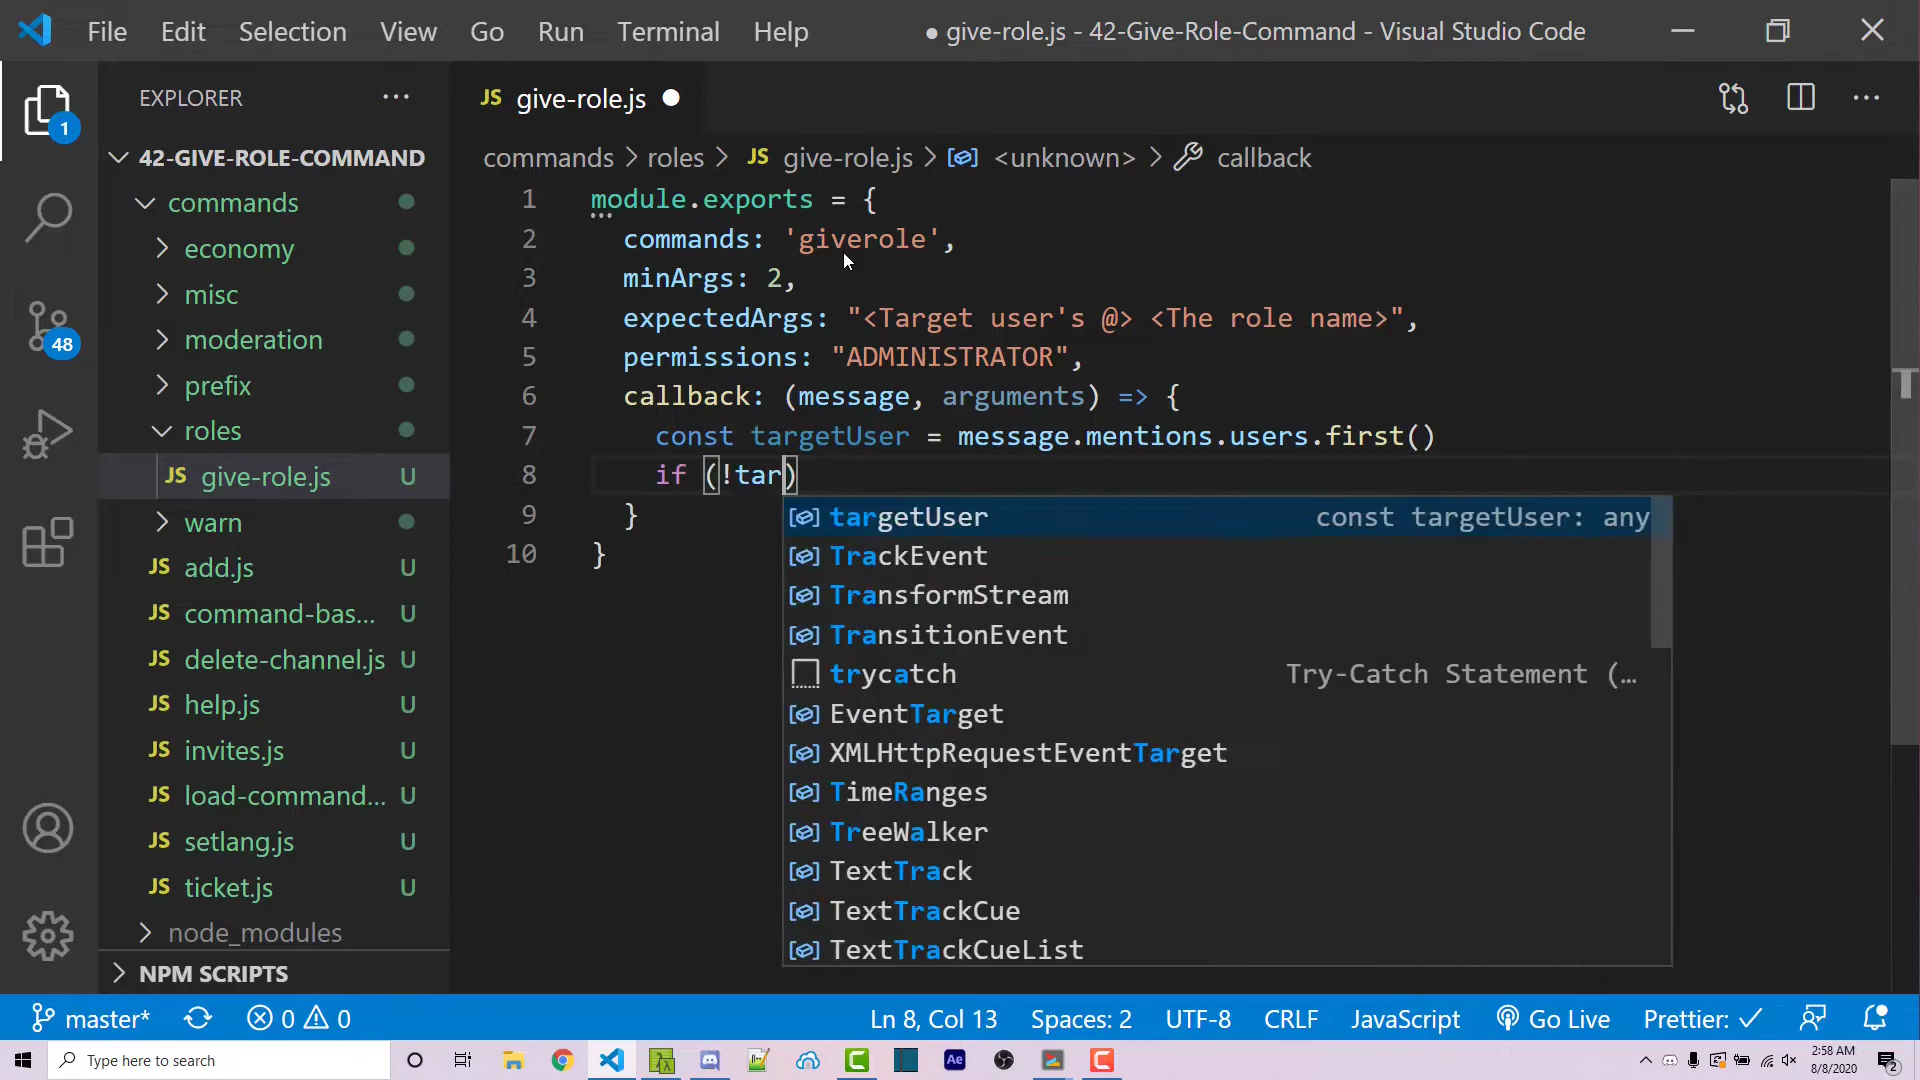 File Edit Selection View Go Run Terminal Help ● give-role.js - 42-Give-Role-Command - Visual Studio Code
EXPLORER ···
JS give-role.js ●
1
42-GIVE-ROLE-COMMAND
commands
economy
misc
moderation
prefix
roles
JS give-role.js U
warn
JS add.js U
JS command-bas... U
JS delete-channel.js U
JS help.js U
JS invites.js U
JS load-command... U
JS setlang.js U
JS ticket.js U
node_modules
NPM SCRIPTS
48
commands > roles > JS give-role.js > <unknown> > callback
1 module.exports = {
2 commands: 'giverole',
3 minArgs: 2,
4 expectedArgs: "<Target user's @> <The role name>",
5 permissions: "ADMINISTRATOR",
6 callback: (message, arguments) => {
7 const targetUser = message.mentions.users.first()
8 if (!tar)
9 }
10 }
targetUser const targetUser: any
TrackEvent
TransformStream
TransitionEvent
trycatch Try-Catch Statement (…
EventTarget
XMLHttpRequestEventTarget
TimeRanges
TreeWalker
TextTrack
TextTrackCue
TextTrackCueList
master* 0 0 Ln 8, Col 13 Spaces: 2 UTF-8 CRLF JavaScript Go Live Prettier: ✓
Type here to search
Ae
2:58 AM
8/8/2020
2